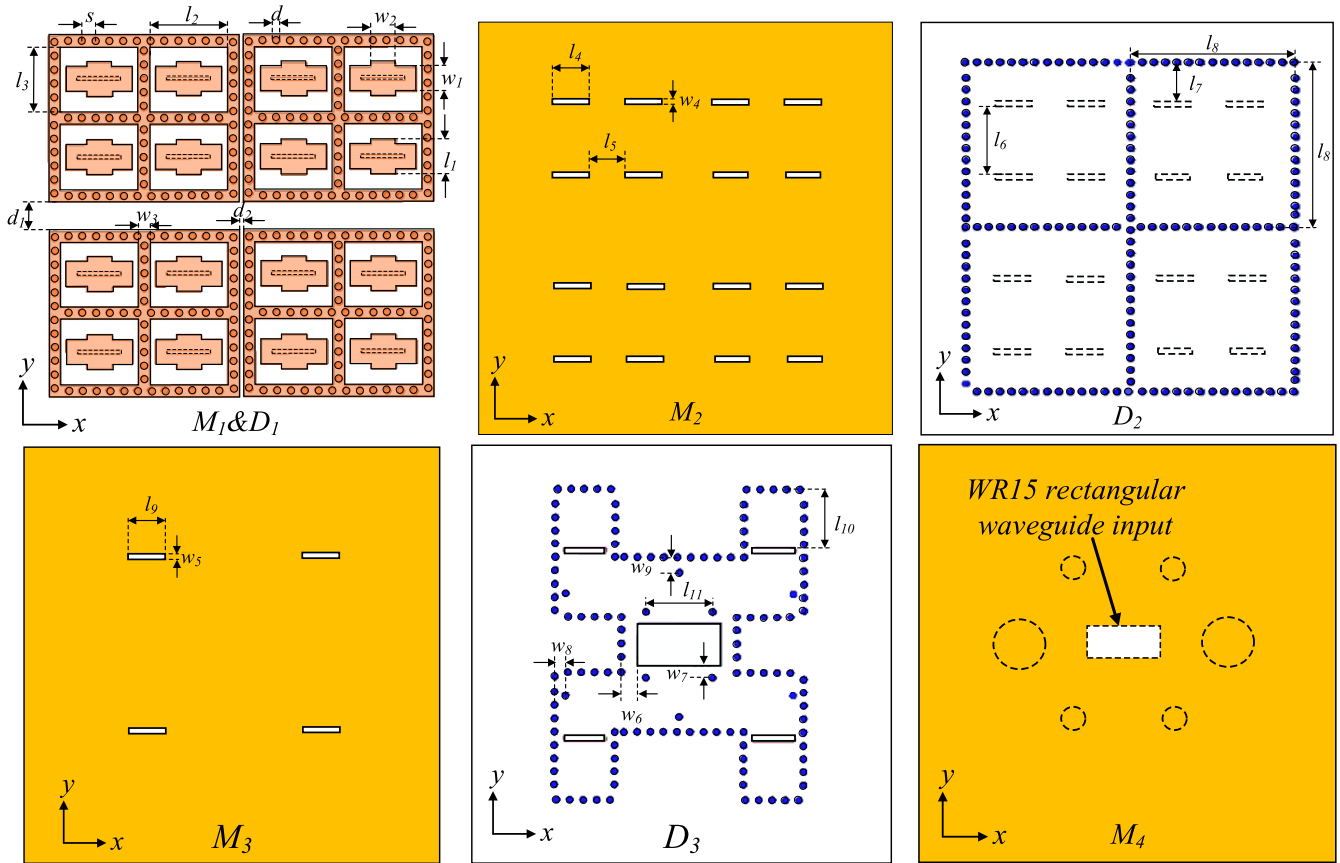 s
l2
d
w2
l3
w1
l1
d1
w3
d2
y
x
M1&D1
l4
w4
l5
y
x
M2
l8
l7
l6
l8
y
x
D2
l9
w5
y
x
M3
l10
w9
l11
w8
w7
w6
y
x
D3
WR15 rectangular
waveguide input
y
x
M4